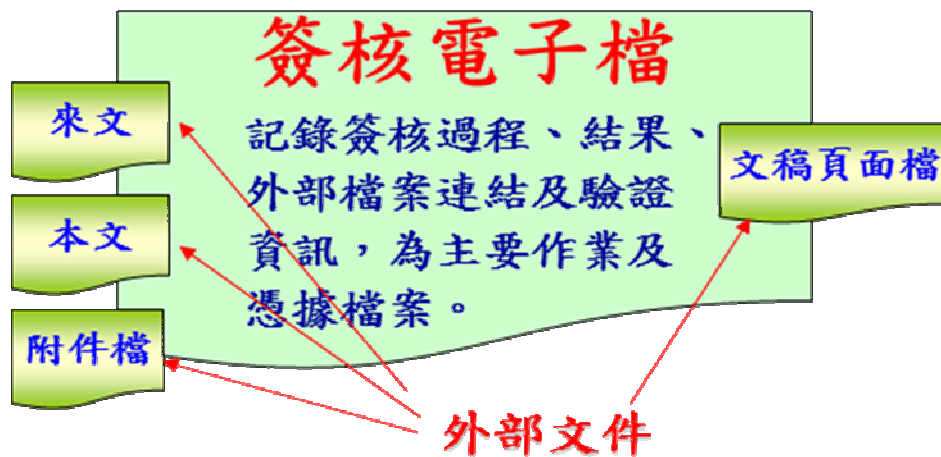 簽核電子檔
來文
本文
附件檔
記錄簽核過程、結果、
外部檔案連結及驗證
資訊，為主要作業及
憑據檔案。
文稿頁面檔
外部文件